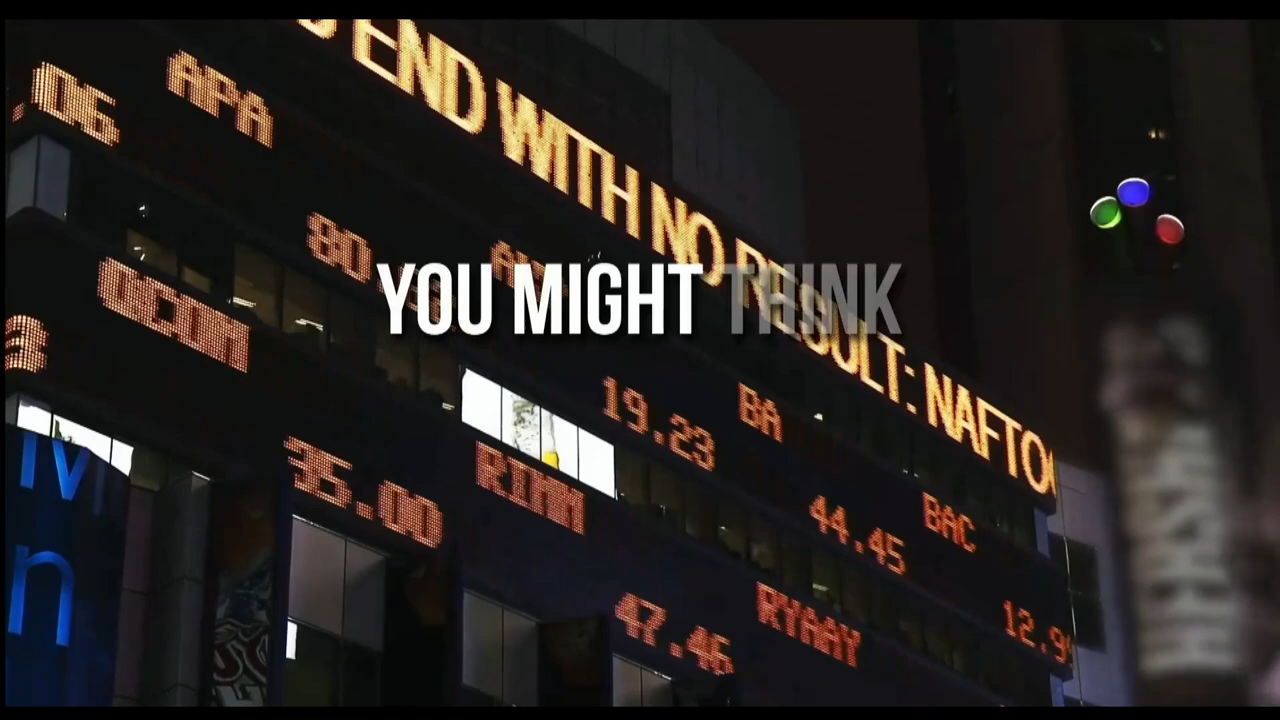 END WITH NO RESULT: NAFTO
.06 APA 80. A
19.23 BA 44.45 BAC 12.9
a QCOM 35.00 RIMM 47.46 RYAAY
YOU MIGHT THINK
n